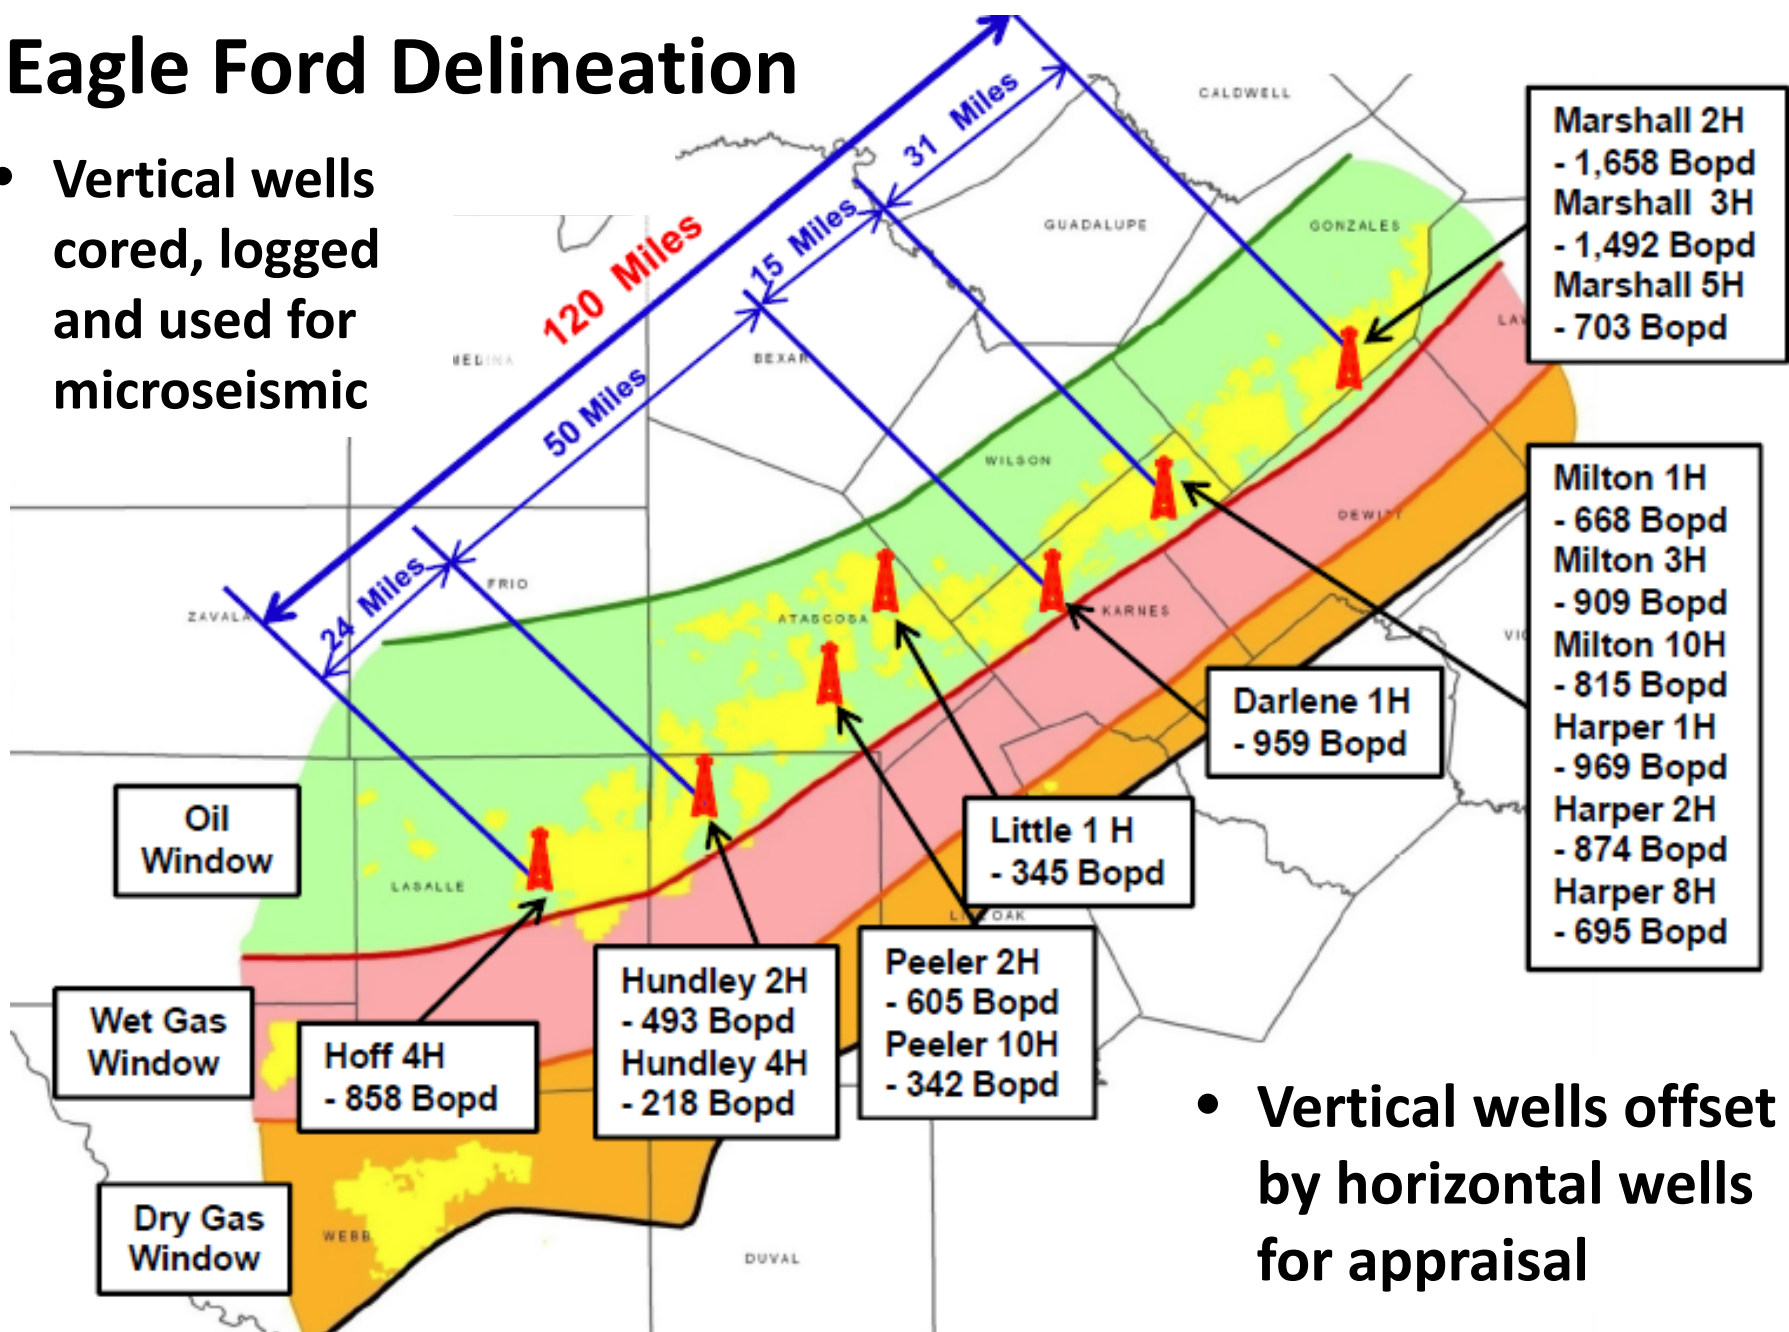 Eagle Ford Delineation
• Vertical wells
cored, logged
and used for
microseismic
120 Miles
31 Miles
15 Miles
50 Miles
24 Miles
CALDWELL
GUADALUPE
GONZALES
BEXAR
WILSON
DEWITT
FRIO
ZAVALA
ATASCOSA
KARNES
LASALLE
WEBB
DUVAL
Marshall 2H
- 1,658 Bopd
Marshall 3H
- 1,492 Bopd
Marshall 5H
- 703 Bopd
Milton 1H
- 668 Bopd
Milton 3H
- 909 Bopd
Milton 10H
- 815 Bopd
Harper 1H
- 969 Bopd
Harper 2H
- 874 Bopd
Harper 8H
- 695 Bopd
Darlene 1H
- 959 Bopd
Little 1 H
- 345 Bopd
Peeler 2H
- 605 Bopd
Peeler 10H
- 342 Bopd
Hundley 2H
- 493 Bopd
Hundley 4H
- 218 Bopd
Hoff 4H
- 858 Bopd
Oil
Window
Wet Gas
Window
Dry Gas
Window
• Vertical wells offset
by horizontal wells
for appraisal